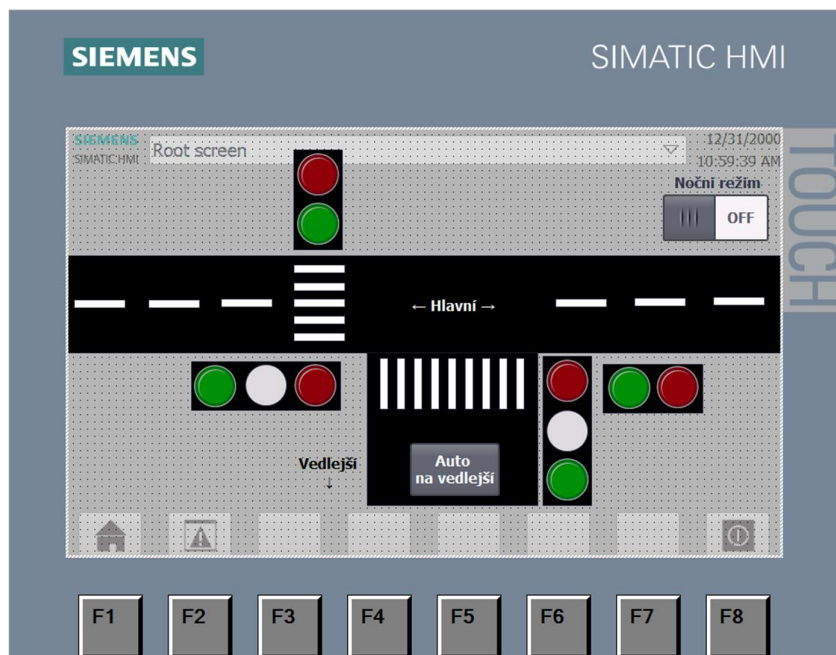 SIEMENS
SIMATIC HMI
TOUCH
SIEMENS
SIMATIC HMI
Root screen
12/31/2000
10:59:39 AM
Noční režim
OFF
← Hlavní →
Vedlejší
↓
Auto
na vedlejší
F1
F2
F3
F4
F5
F6
F7
F8